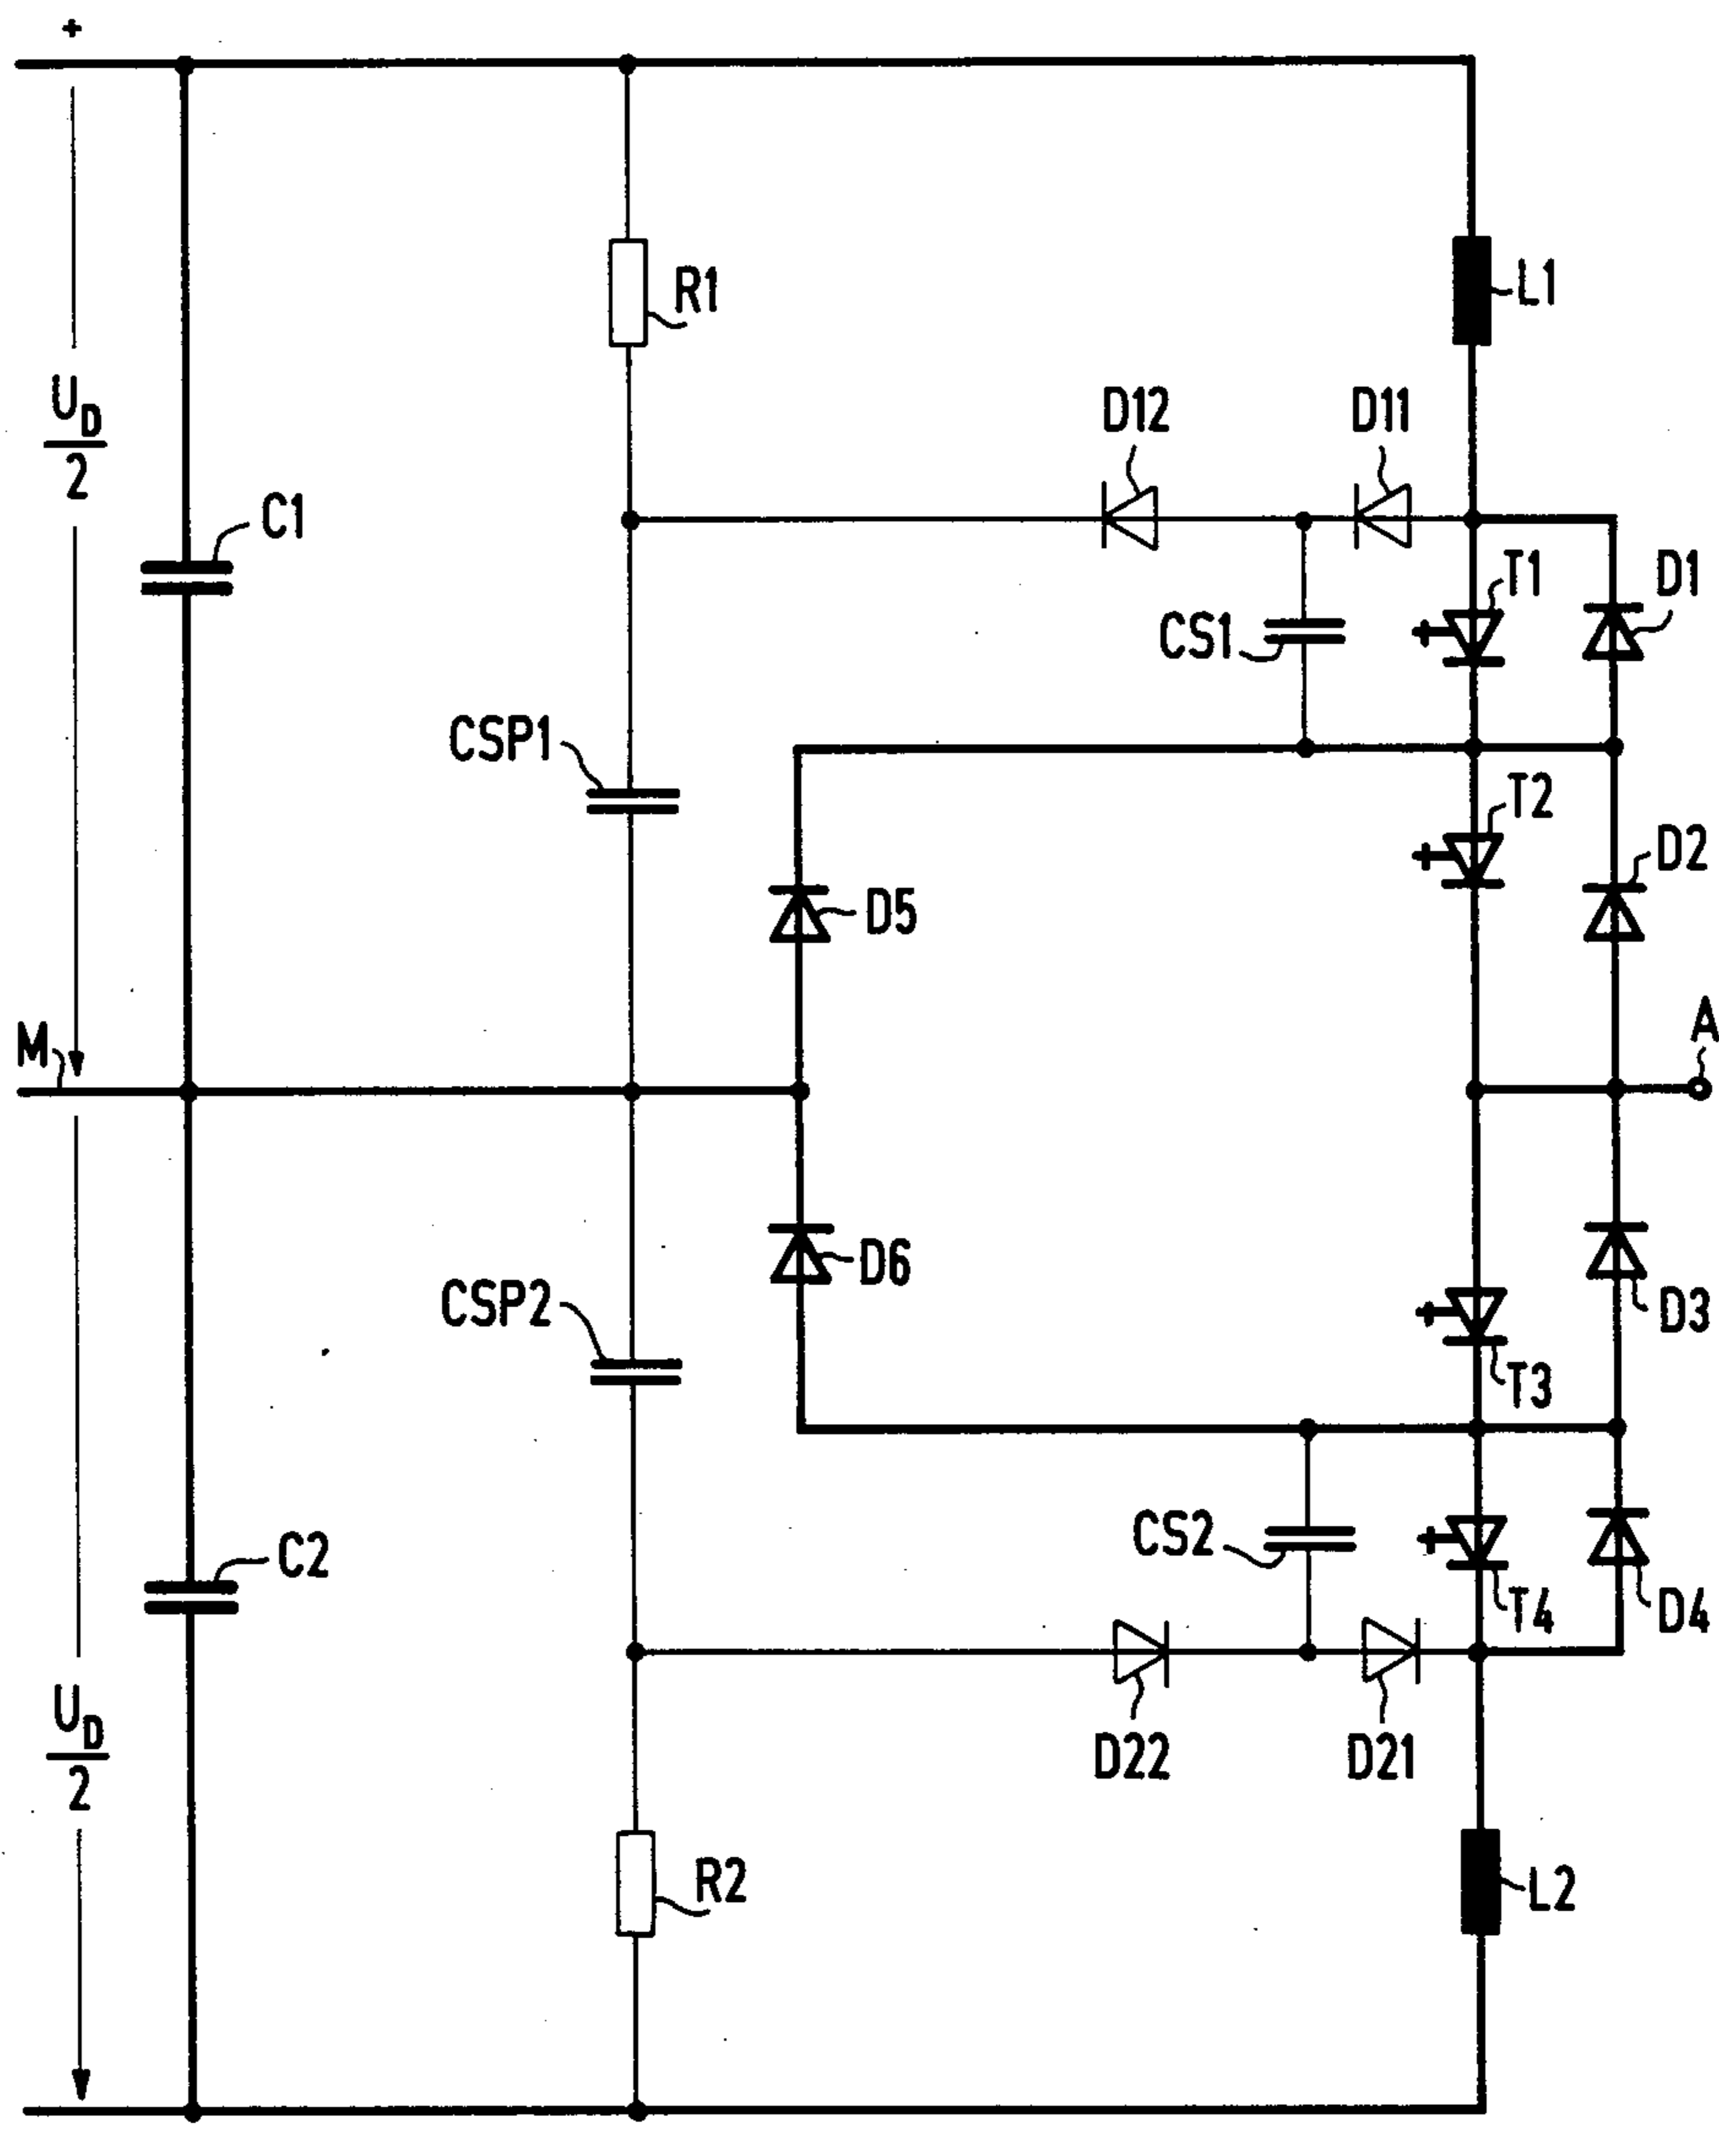 +
R1
L1
U_D
2
D12
D11
C1
T1
D1
CS1
CSP1
T2
D2
D5
M
A
D6
CSP2
D3
T3
CS2
C2
T4
D4
U_D
2
D22
D21
R2
L2